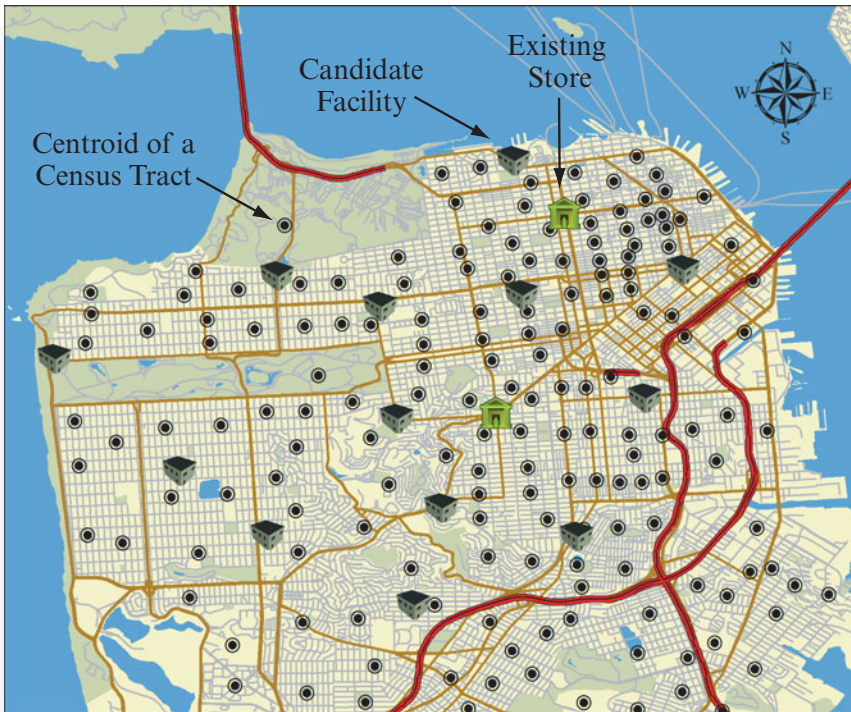 Existing
Store
Candidate
Facility
Centroid of a
Census Tract
N
W E
S